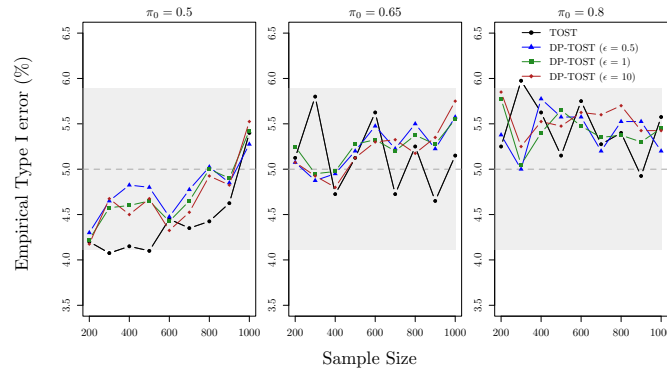 π₀ = 0.5
π₀ = 0.65
π₀ = 0.8
Empirical Type I error (%)
6.5
6.0
5.5
5.0
4.5
4.0
3.5
6.5
6.0
5.5
5.0
4.5
4.0
3.5
6.5
6.0
5.5
5.0
4.5
4.0
3.5
TOST
DP-TOST (ϵ = 0.5)
DP-TOST (ϵ = 1)
DP-TOST (ϵ = 10)
200 400 600 800 1000
200 400 600 800 1000
200 400 600 800 1000
Sample Size